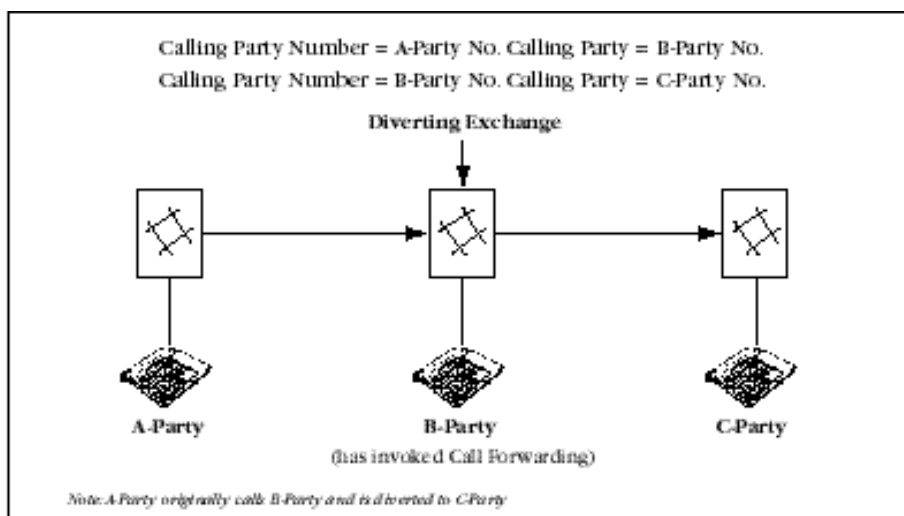 Calling Party Number = A-Party No. Calling Party = B-Party No.
Calling Party Number = B-Party No. Calling Party = C-Party No.
Diverting Exchange
A-Party
B-Party
C-Party
(has invoked Call Forwarding)
Note: A-Party originally calls B-Party and is diverted to C-Party